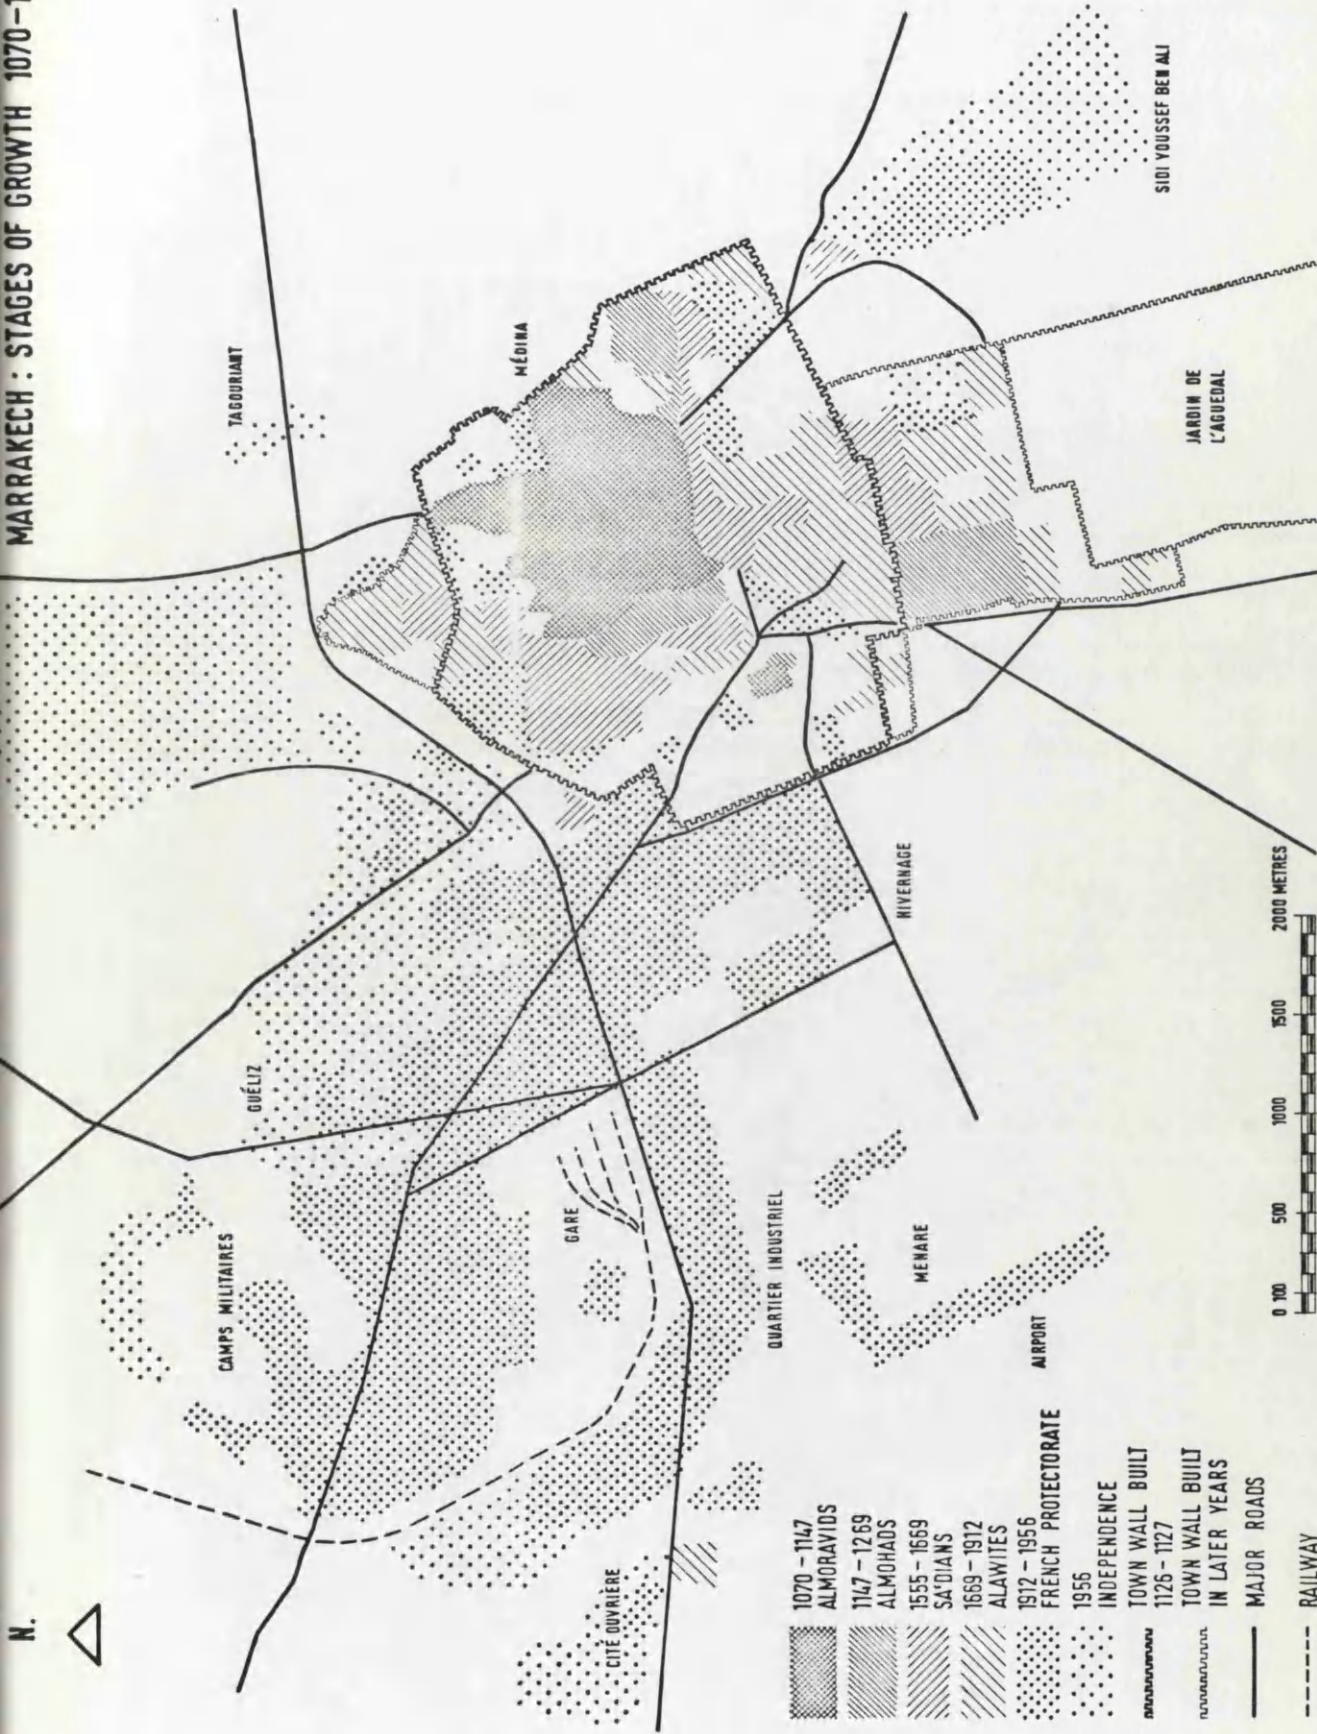 MARRAKECH : STAGES OF GROWTH 1070-1
N.
TAGOURIANT
MÉDINA
SIDI YOUSSEF BEN ALI
JARDIN DE
L'AGUEDAL
GUÉLIZ
CAMPS MILITAIRES
GARE
HIVERNAGE
QUARTIER INDUSTRIEL
MENARE
AIRPORT
CITÉ OUVRIÈRE
1070 - 1147
ALMORAVIDS
1147 - 1269
ALMOHADS
1555 - 1669
SA'DIANS
1669 - 1912
ALAWITES
1912 - 1956
FRENCH PROTECTORATE
1956
INDEPENDENCE
TOWN WALL BUILT
1126 - 1127
TOWN WALL BUILT
IN LATER YEARS
MAJOR ROADS
RAILWAY
0 100 500 1000 1500 2000 METRES